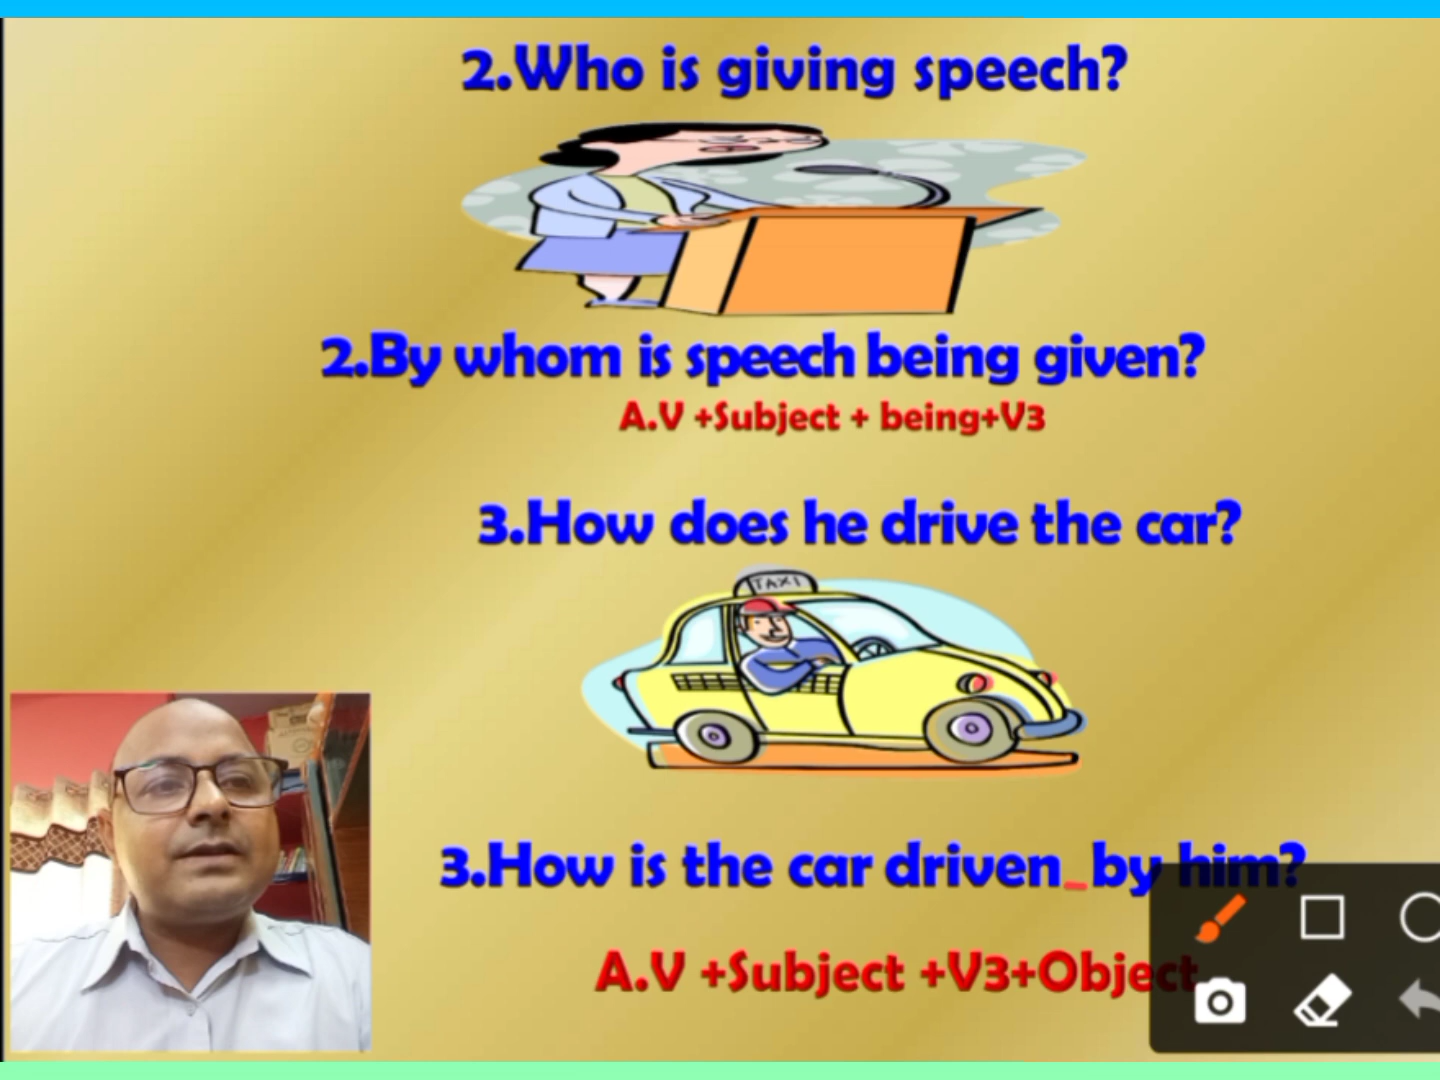 2.Who is giving speech?
2.By whom is speech being given?
A.V +Subject + being+V3
3.How does he drive the car?
TAXI
3.How is the car driven by him?
A.V +Subject +V3+Object